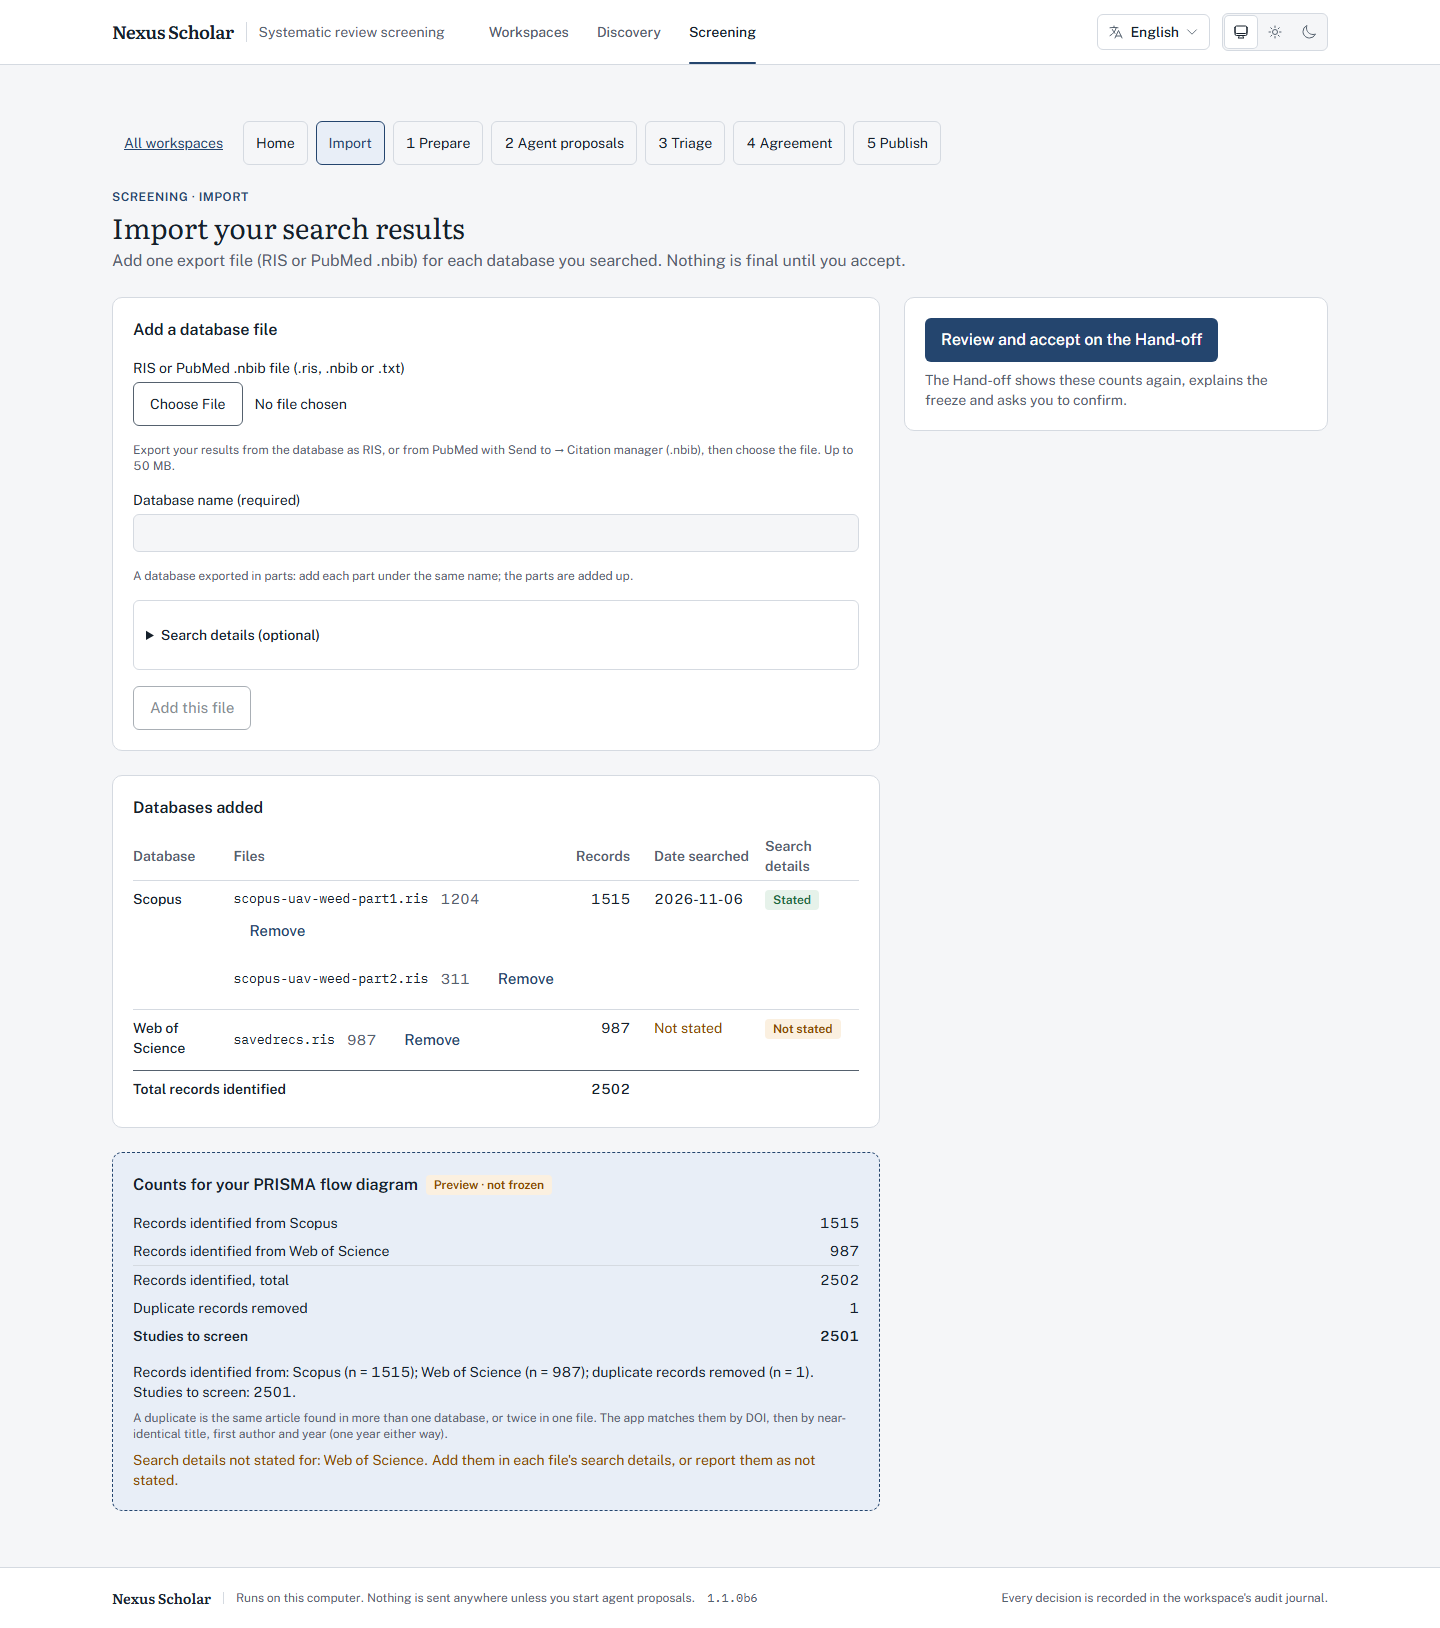 Nexus Scholar
Systematic review screening
Workspaces
Discovery
Screening
English
All workspaces
Home
Import
1 Prepare
2 Agent proposals
3 Triage
4 Agreement
5 Publish
SCREENING · IMPORT
Import your search results
Add one export file (RIS or PubMed .nbib) for each database you searched. Nothing is final until you accept.
Add a database file
RIS or PubMed .nbib file (.ris, .nbib or .txt)
Choose File
No file chosen
Export your results from the database as RIS, or from PubMed with Send to → Citation manager (.nbib), then choose the file. Up to
50 MB.
Database name (required)
A database exported in parts: add each part under the same name; the parts are added up.
Search details (optional)
Add this file
Review and accept on the Hand-off
The Hand-off shows these counts again, explains the
freeze and asks you to confirm.
Databases added
Database
Files
Records
Date searched
Search
details
Scopus
scopus-uav-weed-part1.ris 1204
1515
2026-11-06
Stated
Remove
scopus-uav-weed-part2.ris 311 Remove
Web of
Science
savedrecs.ris 987 Remove
987
Not stated
Not stated
Total records identified
2502
Counts for your PRISMA flow diagram
Preview · not frozen
Records identified from Scopus 1515
Records identified from Web of Science 987
Records identified, total 2502
Duplicate records removed 1
Studies to screen 2501
Records identified from: Scopus (n = 1515); Web of Science (n = 987); duplicate records removed (n = 1).
Studies to screen: 2501.
A duplicate is the same article found in more than one database, or twice in one file. The app matches them by DOI, then by near-
identical title, first author and year (one year either way).
Search details not stated for: Web of Science. Add them in each file's search details, or report them as not
stated.
Nexus Scholar
Runs on this computer. Nothing is sent anywhere unless you start agent proposals. 1.1.0b6
Every decision is recorded in the workspace's audit journal.